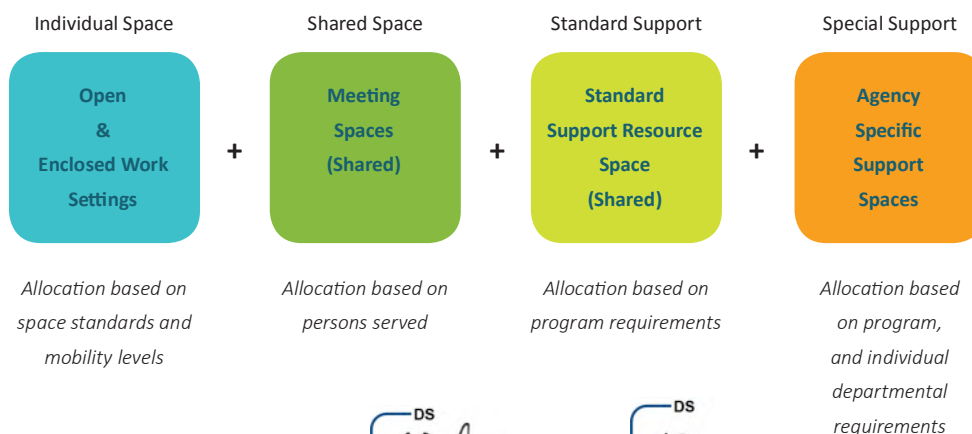 Individual Space
Shared Space
Standard Support
Special Support
Open
&
Enclosed Work
Settings
+
Meeting
Spaces
(Shared)
+
Standard
Support Resource
Space
(Shared)
+
Agency
Specific
Support
Spaces
Allocation based on
space standards and
mobility levels
Allocation based on
persons served
Allocation based on
program requirements
Allocation based
on program,
and individual
departmental
requirements
DS
DS